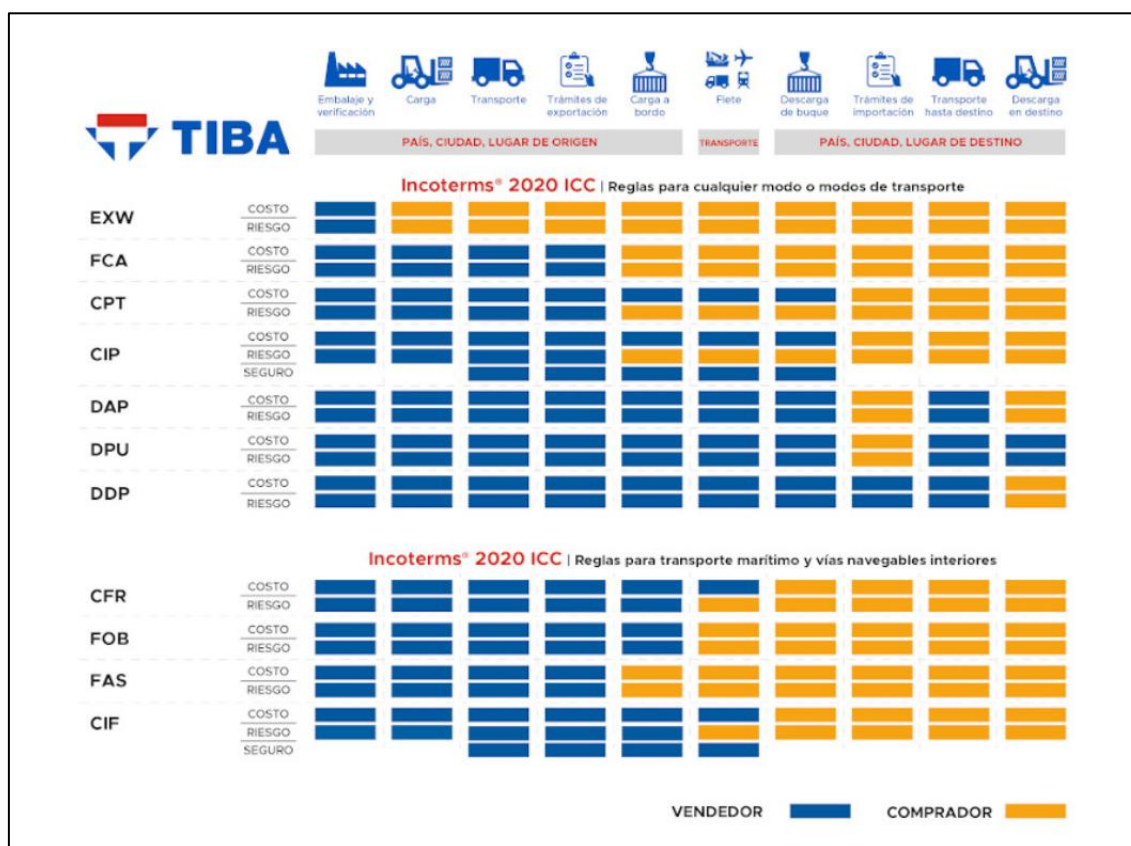 Embalaje y verificación
Carga
Transporte
Trámites de exportación
Carga a bordo
Flete
Descarga de buque
Trámites de importación
Transporte hasta destino
Descarga en destino
TIBA
PAÍS, CIUDAD, LUGAR DE ORIGEN
TRANSPORTE
PAÍS, CIUDAD, LUGAR DE DESTINO
Incoterms® 2020 ICC | Reglas para cualquier modo o modos de transporte
EXW
COSTO
RIESGO
FCA
COSTO
RIESGO
CPT
COSTO
RIESGO
CIP
COSTO
RIESGO
SEGURO
DAP
COSTO
RIESGO
DPU
COSTO
RIESGO
DDP
COSTO
RIESGO
Incoterms® 2020 ICC | Reglas para transporte marítimo y vías navegables interiores
CFR
COSTO
RIESGO
FOB
COSTO
RIESGO
FAS
COSTO
RIESGO
CIF
COSTO
RIESGO
SEGURO
VENDEDOR
COMPRADOR